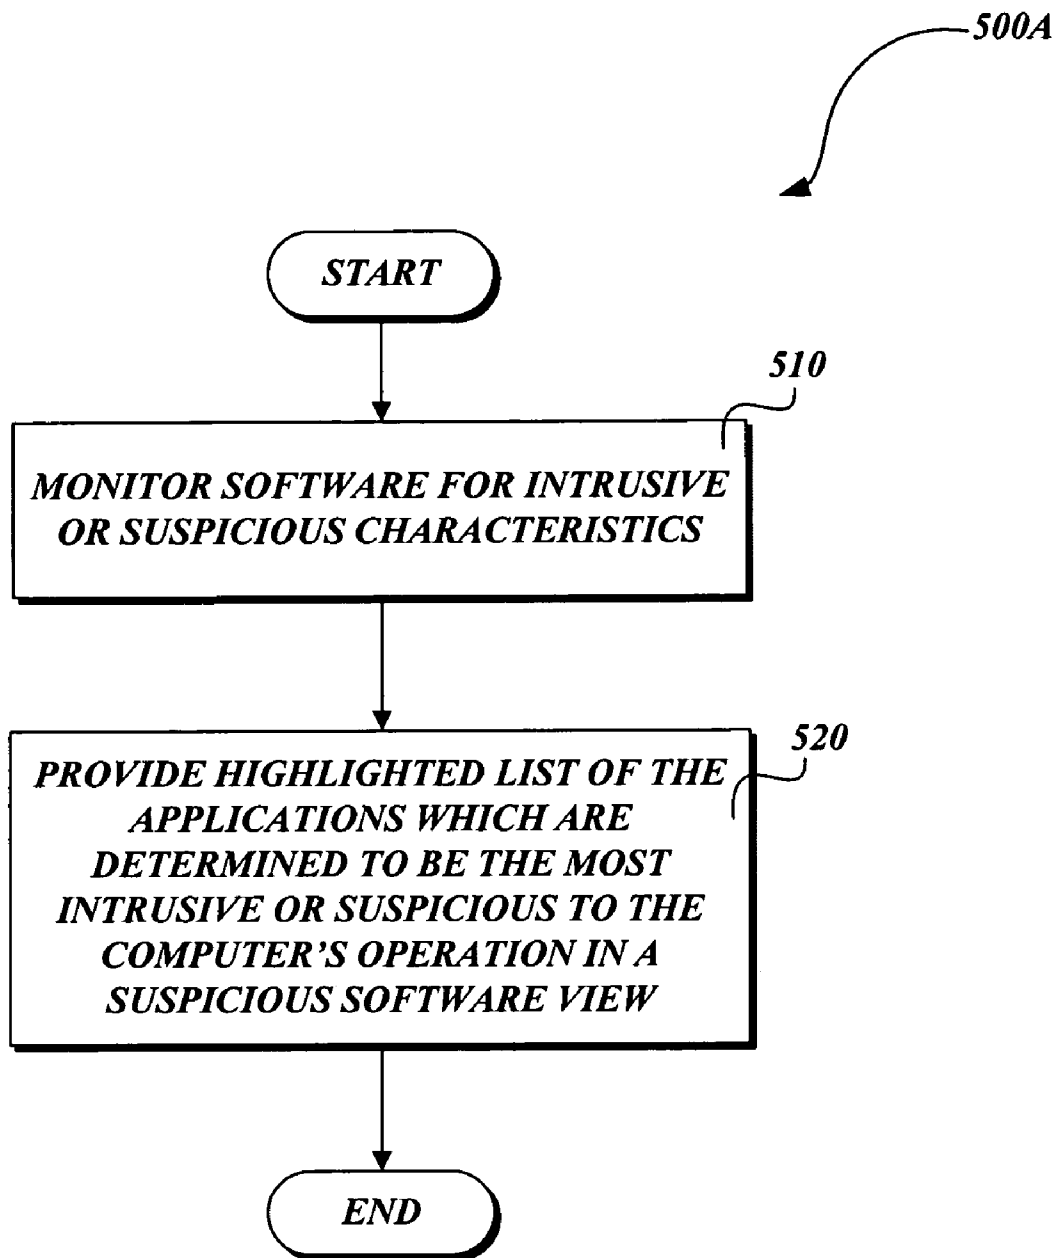 500A
START
510
MONITOR SOFTWARE FOR INTRUSIVE
OR SUSPICIOUS CHARACTERISTICS
520
PROVIDE HIGHLIGHTED LIST OF THE
APPLICATIONS WHICH ARE
DETERMINED TO BE THE MOST
INTRUSIVE OR SUSPICIOUS TO THE
COMPUTER'S OPERATION IN A
SUSPICIOUS SOFTWARE VIEW
END